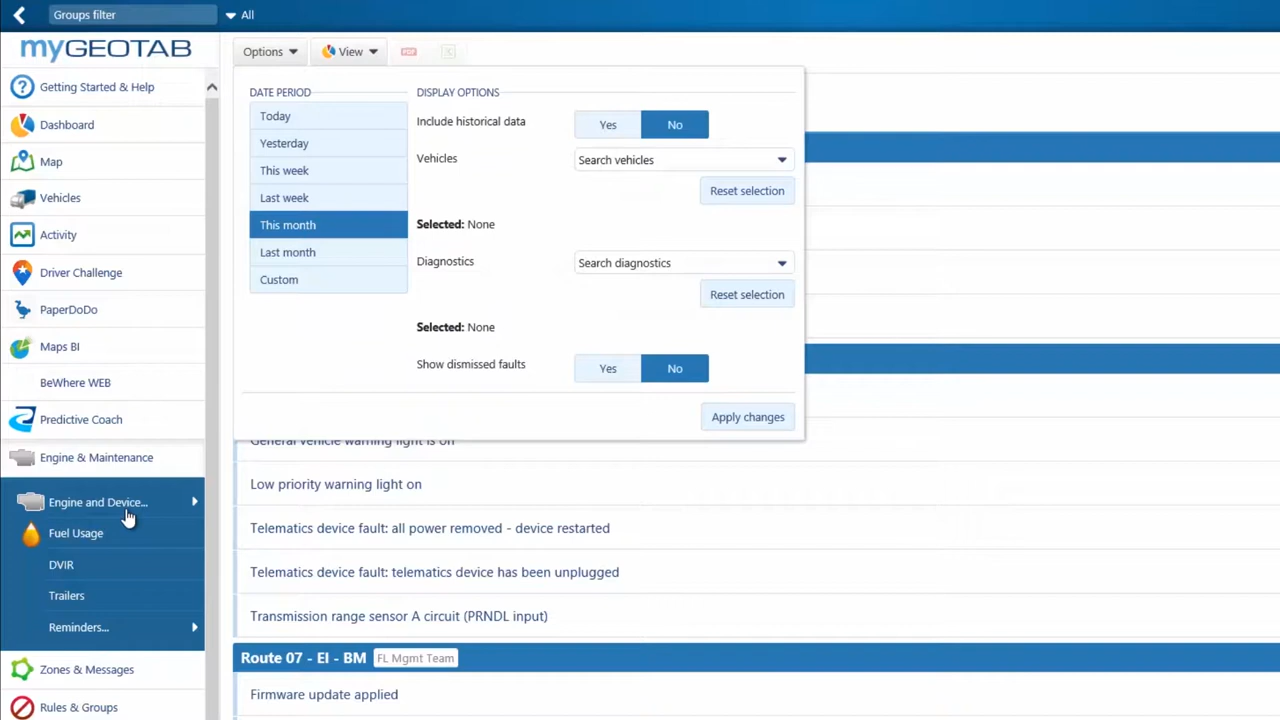 Groups filter
All
myGEOTAB
Options
View
PDF
Getting Started & Help
Dashboard
Map
Vehicles
Activity
Driver Challenge
PaperDoDo
Maps BI
BeWhere WEB
Predictive Coach
Engine & Maintenance
Engine and Device...
Fuel Usage
DVIR
Trailers
Reminders...
Zones & Messages
Rules & Groups
DATE PERIOD
Today
Yesterday
This week
Last week
This month
Last month
Custom
DISPLAY OPTIONS
Include historical data
Yes
No
Vehicles
Search vehicles
Reset selection
Selected: None
Diagnostics
Search diagnostics
Reset selection
Selected: None
Show dismissed faults
Yes
No
Apply changes
General vehicle warning light is on
Low priority warning light on
Telematics device fault: all power removed - device restarted
Telematics device fault: telematics device has been unplugged
Transmission range sensor A circuit (PRNDL input)
Route 07 - EI - BM FL Mgmt Team
Firmware update applied